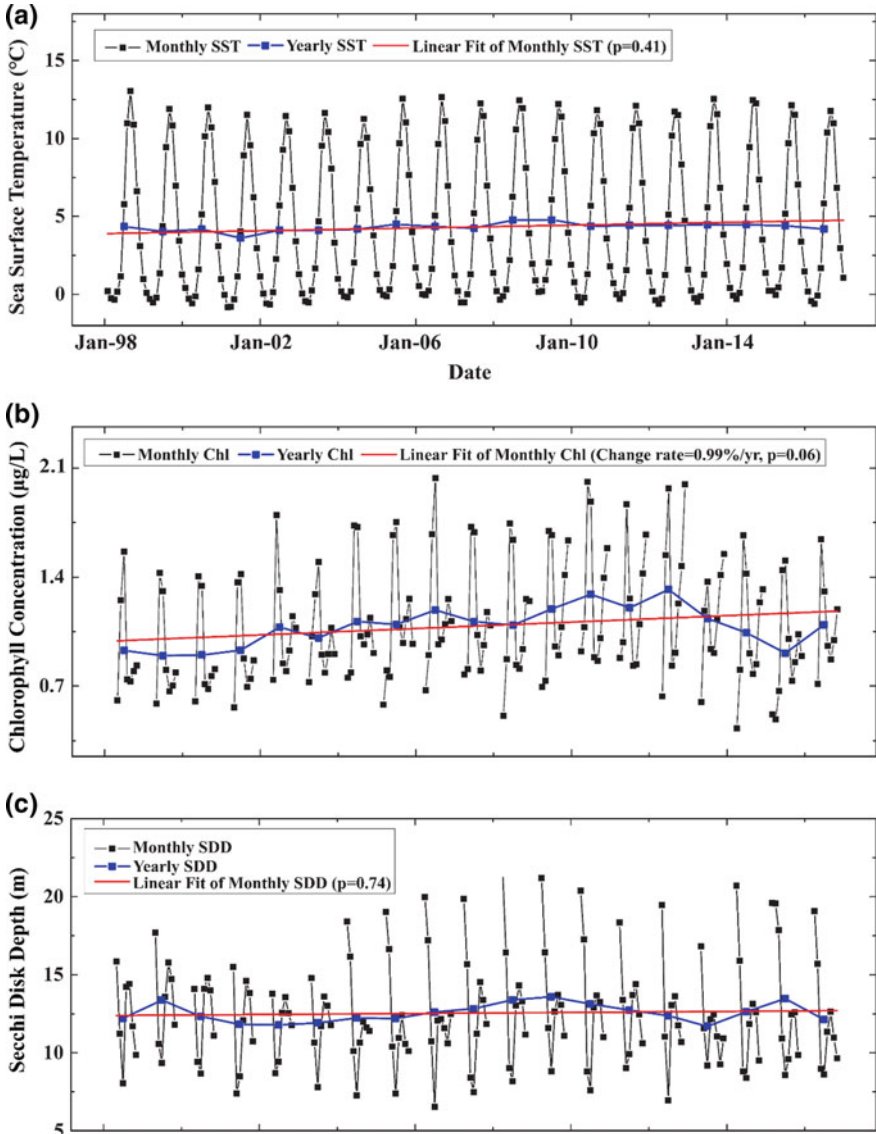 (a)
Monthly SST Yearly SST Linear Fit of Monthly SST (p=0.41)
Sea Surface Temperature (°C)
15
10
5
0
Jan-98 Jan-02 Jan-06 Jan-10 Jan-14
Date
(b)
Monthly Chl Yearly Chl Linear Fit of Monthly Chl (Change rate=0.99%/yr, p=0.06)
Chlorophyll Concentration (µg/L)
2.1
1.4
0.7
(c)
Monthly SDD
Yearly SDD
Linear Fit of Monthly SDD (p=0.74)
Secchi Disk Depth (m)
25
20
15
10
5